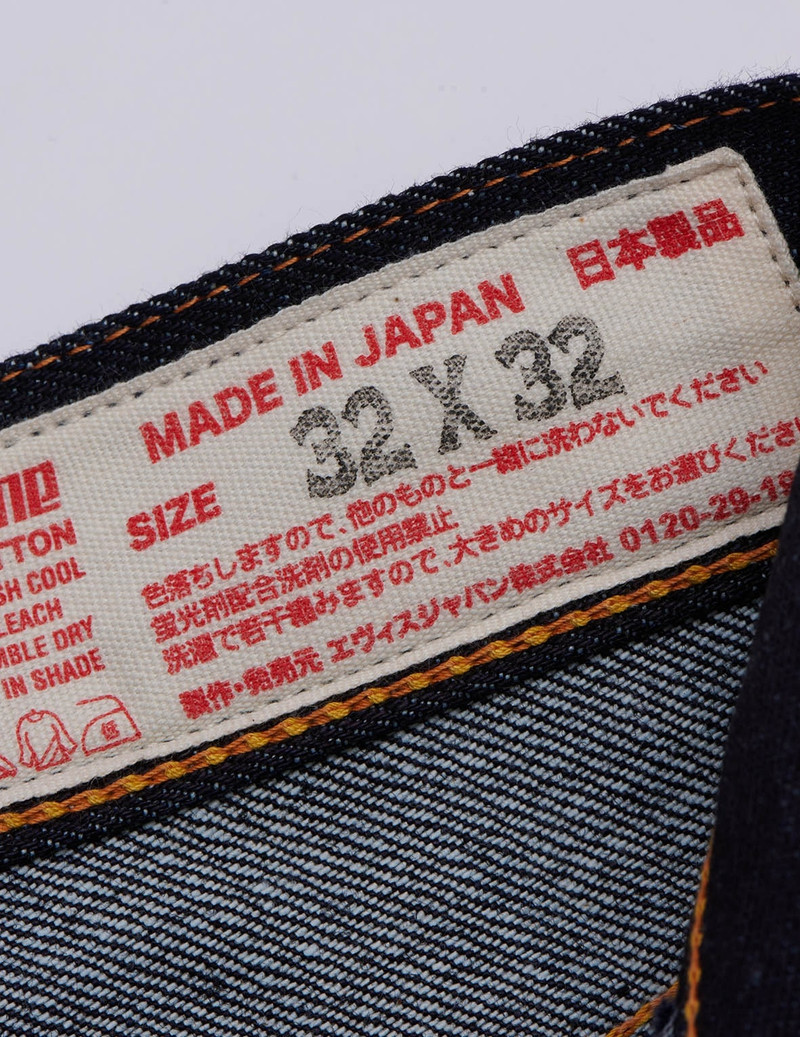 TTON
SH COOL
LEACH
MBLE DRY
IN SHADE
MADE IN JAPAN 日本製品
SIZE 32 X 32
色落ちしますので、他のものと一緒に洗わないでください
蛍光剤配合洗剤の使用禁止
洗濯で若干縮みますので、大きめのサイズをお選びくださ
製作・発売元 エヴィスジャパン株式会社 0120-29-18